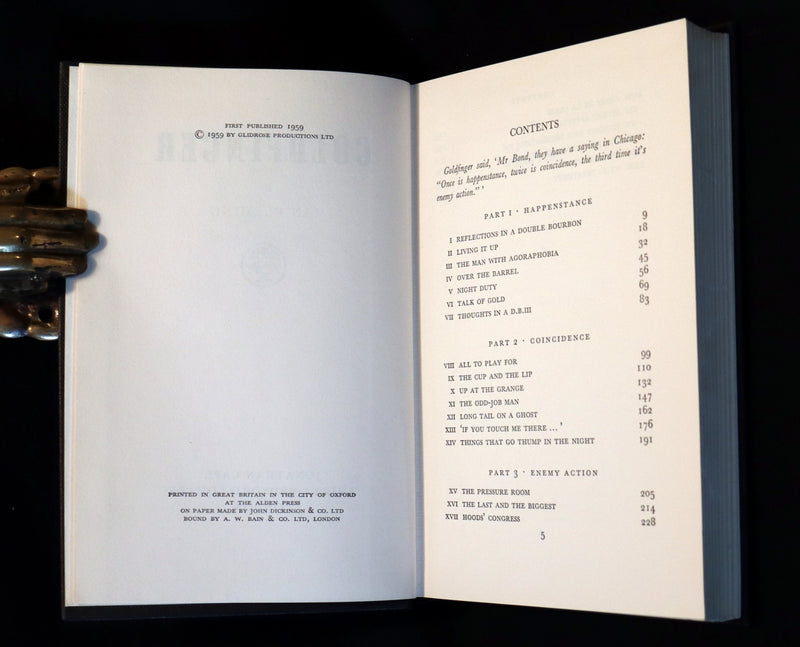 FIRST PUBLISHED 1959
© 1959 BY GLIDROSE PRODUCTIONS LTD
PRINTED IN GREAT BRITAIN IN THE CITY OF OXFORD
AT THE ALDEN PRESS
ON PAPER MADE BY JOHN DICKINSON & CO. LTD
BOUND BY A. W. BAIN & CO. LTD, LONDON
CONTENTS
Goldfinger said, 'Mr Bond, they have a saying in Chicago:
"Once is happenstance, twice is coincidence, the third time it's
enemy action." '
PART 1 · HAPPENSTANCE
I REFLECTIONS IN A DOUBLE BOURBON 9
II LIVING IT UP 18
III THE MAN WITH AGORAPHOBIA 32
IV OVER THE BARREL 45
V NIGHT DUTY 56
VI TALK OF GOLD 69
VII THOUGHTS IN A D.B.III 83
PART 2 · COINCIDENCE
VIII ALL TO PLAY FOR 99
IX THE CUP AND THE LIP 110
X UP AT THE GRANGE 132
XI THE ODD-JOB MAN 147
XII LONG TAIL ON A GHOST 162
XIII 'IF YOU TOUCH ME THERE ...' 176
XIV THINGS THAT GO THUMP IN THE NIGHT 191
PART 3 · ENEMY ACTION
XV THE PRESSURE ROOM 205
XVI THE LAST AND THE BIGGEST 214
XVII HOODS' CONGRESS 228
5